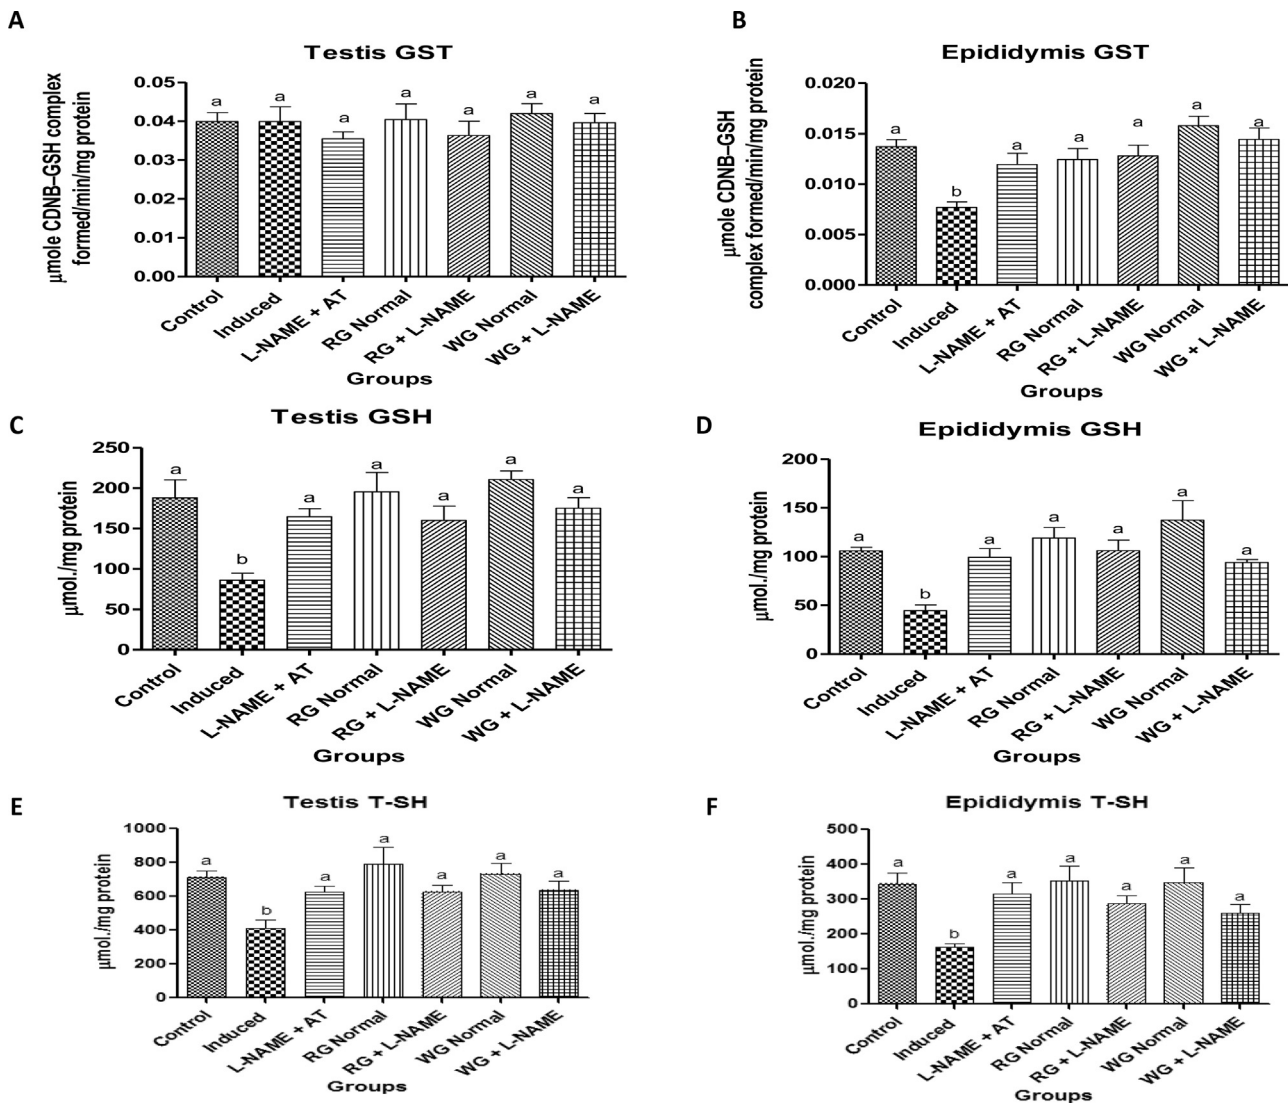 A
Testis GST
μmole CDNB–GSH complex
formed/min/mg protein
0.05
0.04
0.03
0.02
0.01
0.00
a
a
a
a
a
a
a
Control
Induced
L-NAME + AT
RG Normal
RG + L-NAME
WG Normal
WG + L-NAME
Groups
B
Epididymis GST
μmole CDNB–GSH
complex formed/min/mg protein
0.020
0.015
0.010
0.005
0.000
a
b
a
a
a
a
a
Control
Induced
L-NAME + AT
RG Normal
RG + L-NAME
WG Normal
WG + L-NAME
Groups
C
Testis GSH
μmol./mg protein
250
200
150
100
50
0
a
b
a
a
a
a
a
Control
Induced
L-NAME + AT
RG Normal
RG + L-NAME
WG Normal
WG + L-NAME
Groups
D
Epididymis GSH
μmol./mg protein
200
150
100
50
0
a
b
a
a
a
a
a
Control
Induced
L-NAME + AT
RG Normal
RG + L-NAME
WG Normal
WG + L-NAME
Groups
E
Testis T-SH
μmol./mg protein
1000
800
600
400
200
0
a
b
a
a
a
a
a
Control
Induced
L-NAME + AT
RG Normal
RG + L-NAME
WG Normal
WG + L-NAME
Groups
F
Epididymis T-SH
μmol./mg protein
500
400
300
200
100
0
a
b
a
a
a
a
a
Control
Induced
L-NAME + AT
RG Normal
RG + L-NAME
WG Normal
WG + L-NAME
Groups